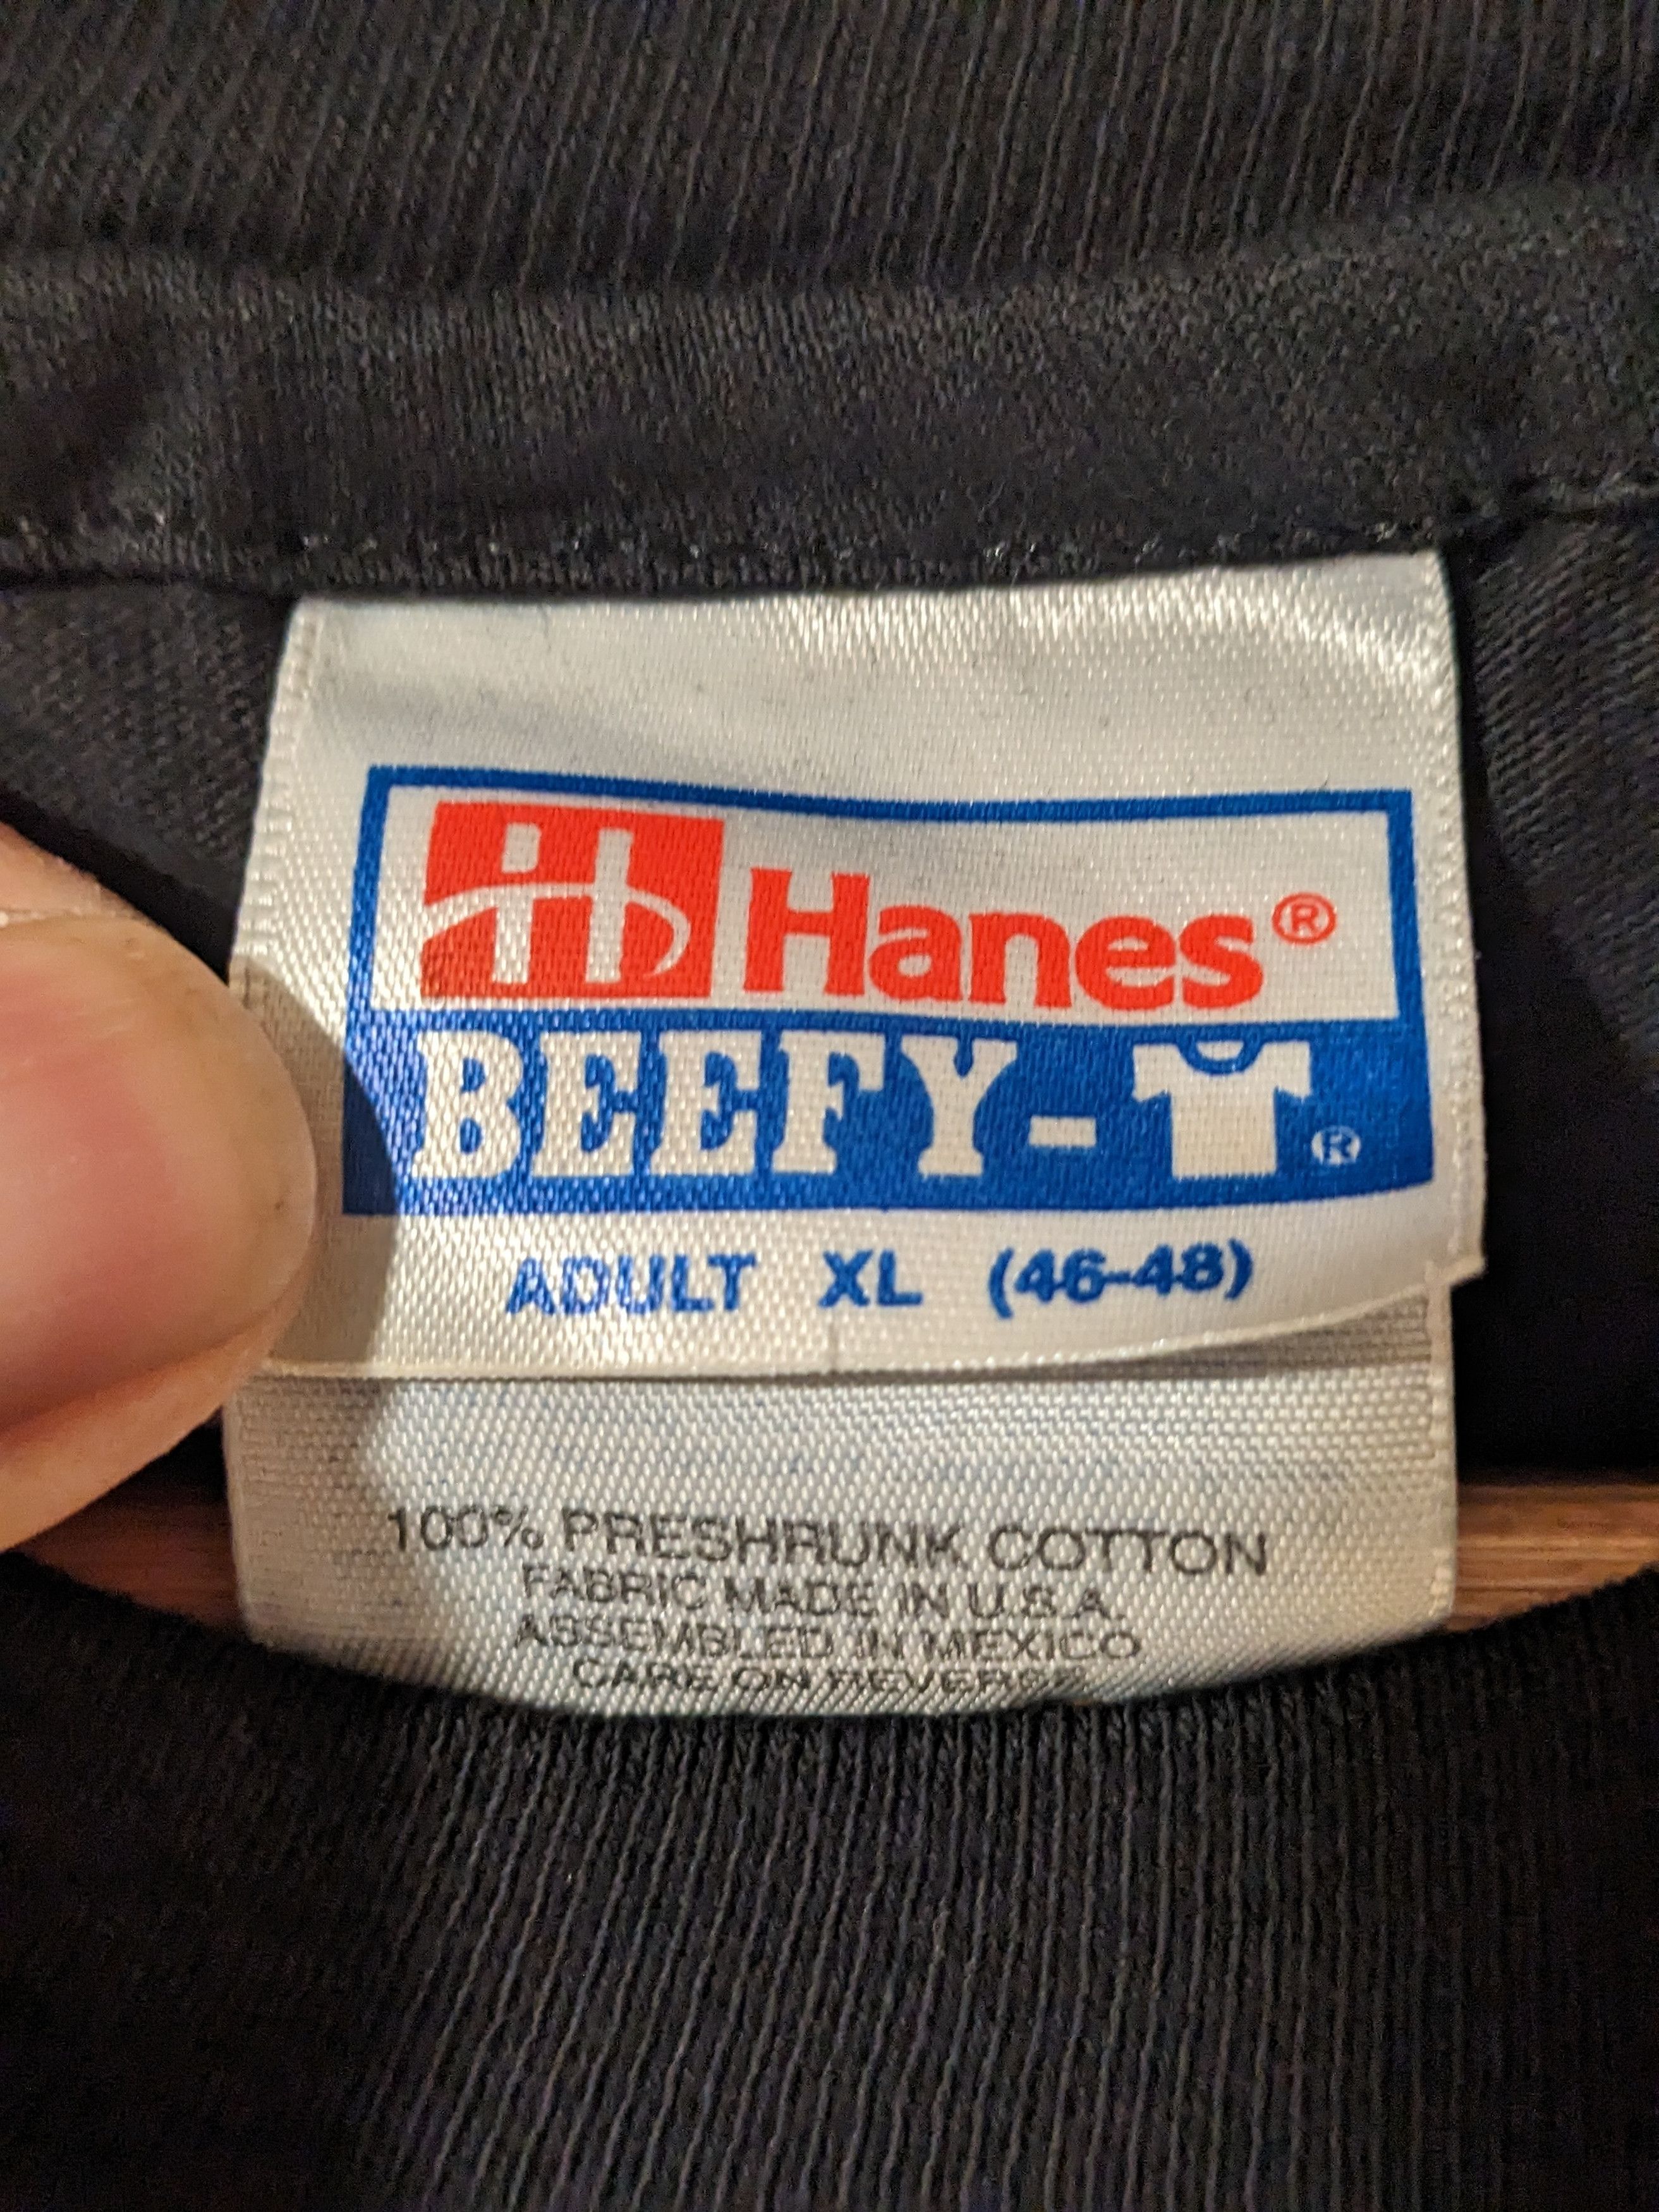 Hanes®
BEEFY-T®
ADULT XL (46-48)
100% PRESHRUNK COTTON
FABRIC MADE IN U.S.A.
ASSEMBLED IN MEXICO
CARE ON REVERSE